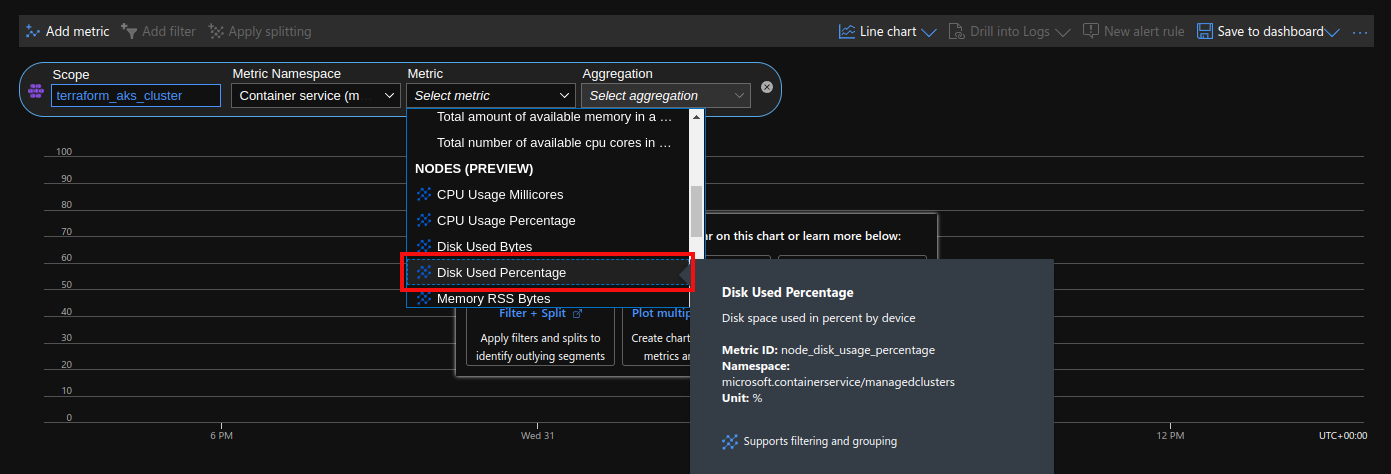 Add metric
Add filter
Apply splitting
Line chart
Drill into Logs
New alert rule
Save to dashboard
Scope
Metric Namespace
Metric
Aggregation
terraform_aks_cluster
Container service (m ...
Select metric
Select aggregation
Total amount of available memory in a ...
Total number of available cpu cores in ...
NODES (PREVIEW)
CPU Usage Millicores
CPU Usage Percentage
Disk Used Bytes
Disk Used Percentage
Memory RSS Bytes
100
90
80
70
60
50
40
30
20
10
0
on this chart or learn more below:
Filter + Split
Apply filters and splits to
identify outlying segments
Plot multip
Create chart
metrics
Disk Used Percentage
Disk space used in percent by device
Metric ID: node_disk_usage_percentage
Namespace:
microsoft.containerservice/managedclusters
Unit: %
Supports filtering and grouping
6 PM
Wed 31
12 PM
UTC+00:00